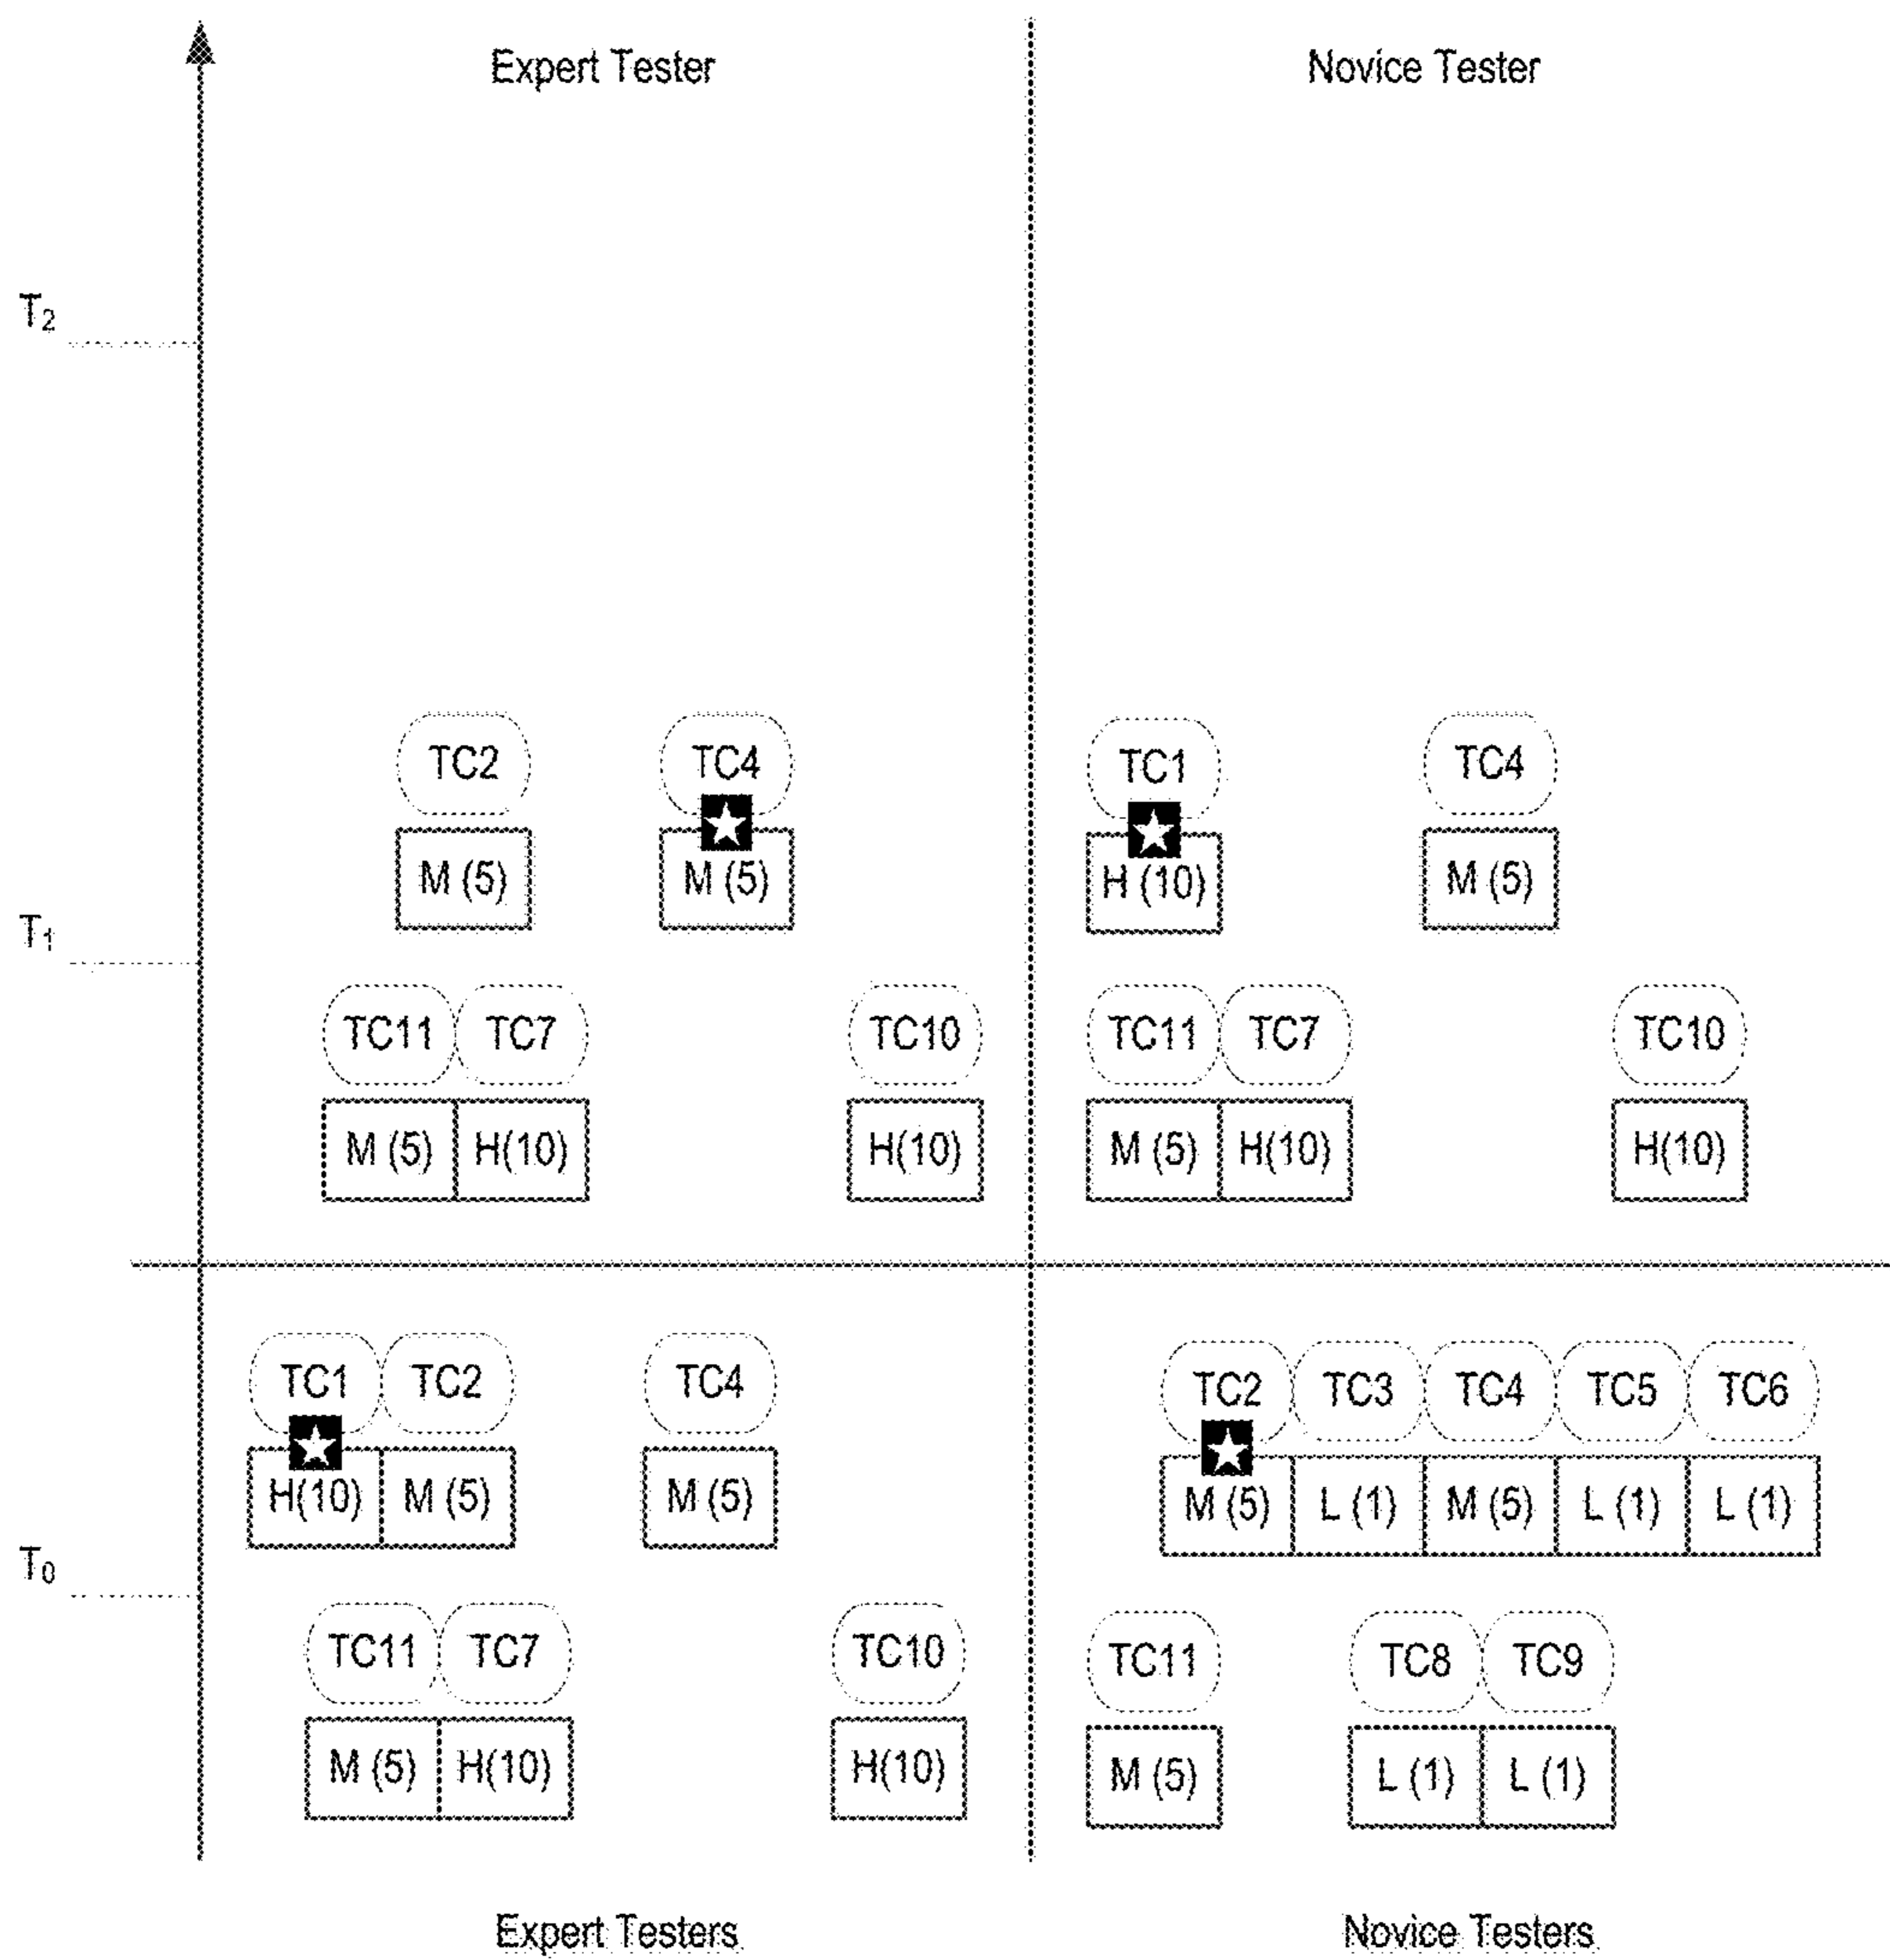 Expert Tester Novice Tester
T2
TC2 TC4 TC1 TC4
M (5) M (5) H (10) M (5)
T1
TC11 TC7 TC10 TC11 TC7 TC10
M (5) H(10) H(10) M (5) H(10) H(10)
TC1 TC2 TC4 TC2 TC3 TC4 TC5 TC6
H(10) M (5) M (5) M (5) L (1) M (5) L (1) L (1)
T0
TC11 TC7 TC10 TC11 TC8 TC9
M (5) H(10) H(10) M (5) L (1) L (1)
Expert Testers Novice Testers